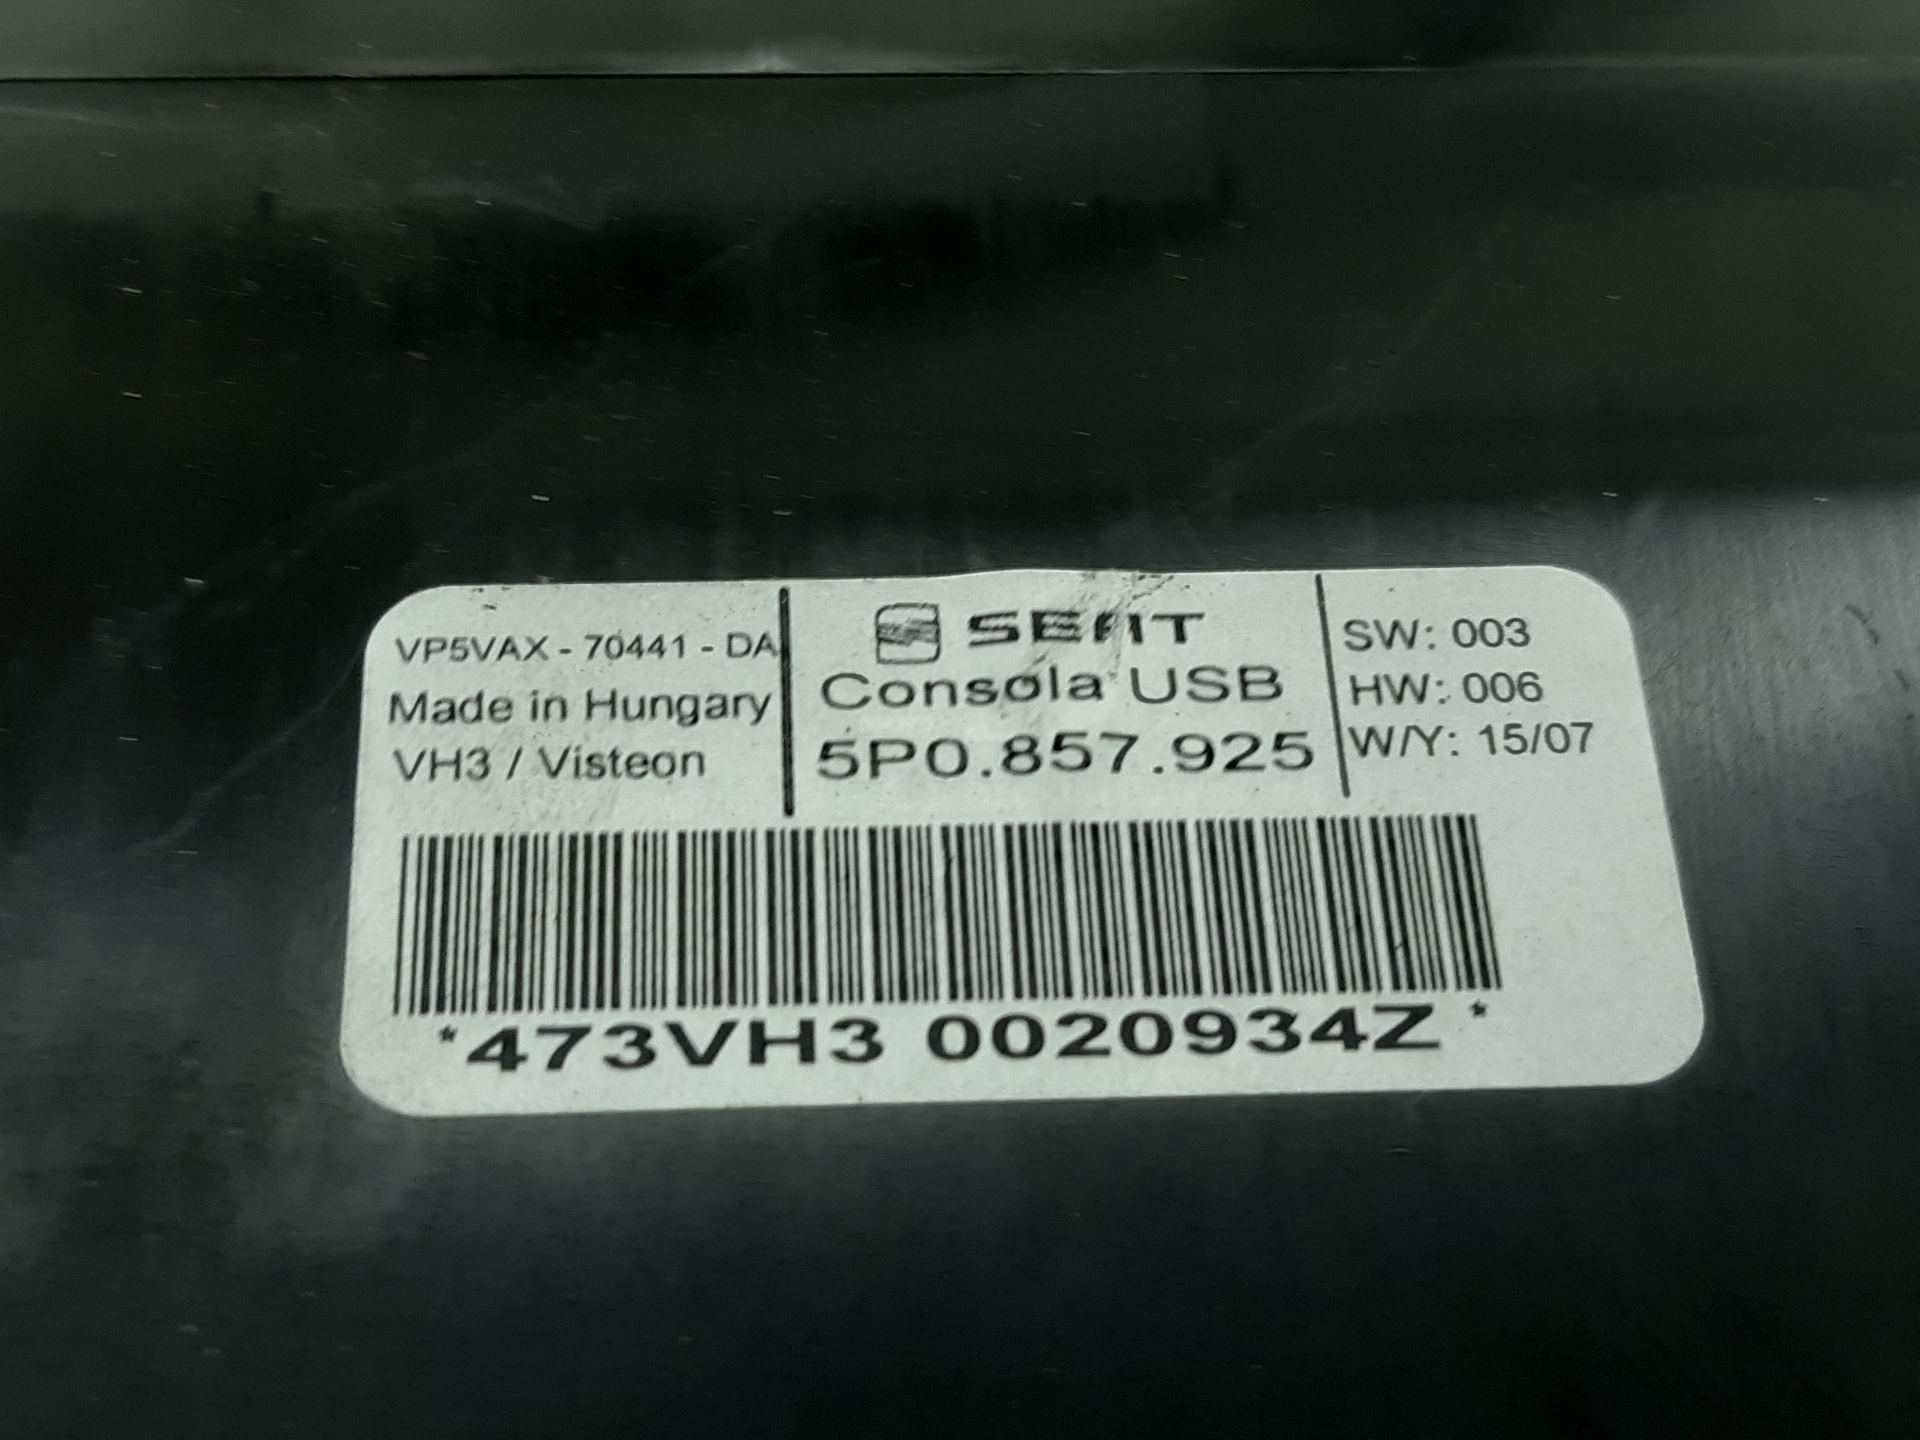 VP5VAX - 70441 - DA
Made in Hungary
VH3 / Visteon
SEAT
Consola USB
5P0.857.925
SW: 003
HW: 006
W/Y: 15/07
*473VH3 0020934Z*